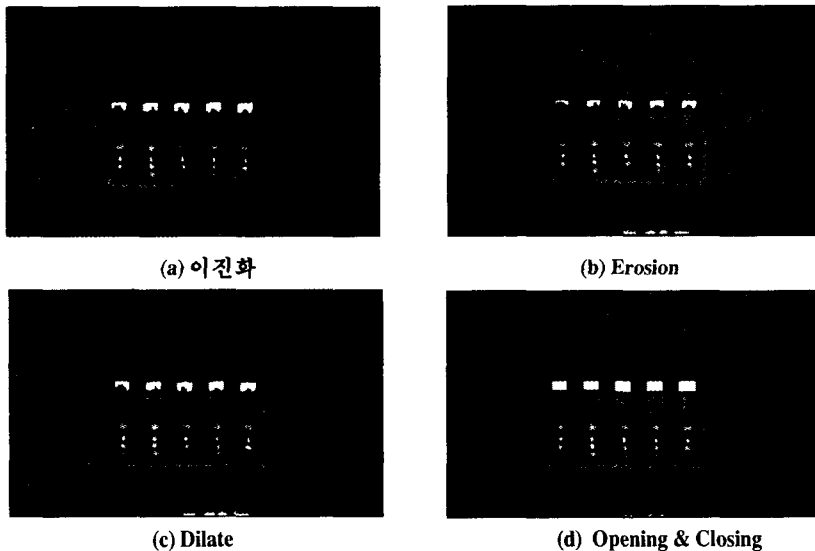 (a) 이진화
(b) Erosion
(c) Dilate
(d) Opening & Closing